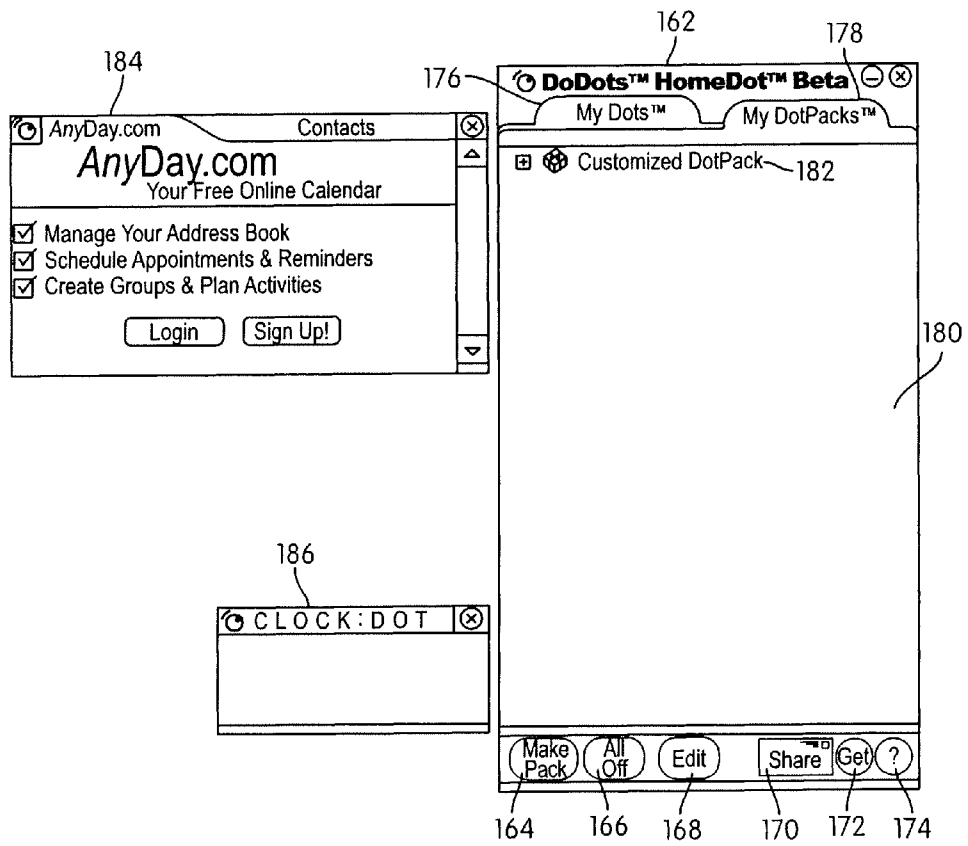 184
AnyDay.com Contacts
AnyDay.com
Your Free Online Calendar
Manage Your Address Book
Schedule Appointments & Reminders
Create Groups & Plan Activities
Login Sign Up!
186
CLOCK:DOT
162
178
176
DoDots™ HomeDot™ Beta
My Dots™ My DotPacks™
Customized DotPack 182
180
Make Pack
All Off
Edit
Share
Get
?
164 166 168 170 172 174